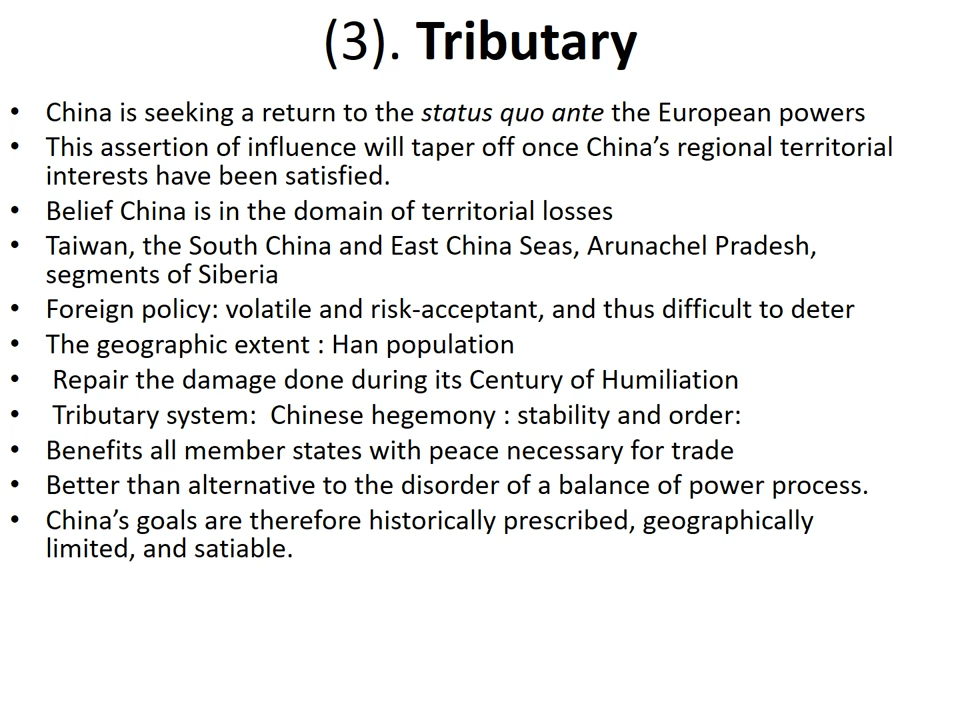 (3). Tributary
• China is seeking a return to the status quo ante the European powers
• This assertion of influence will taper off once China’s regional territorial
interests have been satisfied.
• Belief China is in the domain of territorial losses
• Taiwan, the South China and East China Seas, Arunachel Pradesh,
segments of Siberia
• Foreign policy: volatile and risk-acceptant, and thus difficult to deter
• The geographic extent : Han population
• Repair the damage done during its Century of Humiliation
• Tributary system:  Chinese hegemony : stability and order:
• Benefits all member states with peace necessary for trade
• Better than alternative to the disorder of a balance of power process.
• China’s goals are therefore historically prescribed, geographically
limited, and satiable.